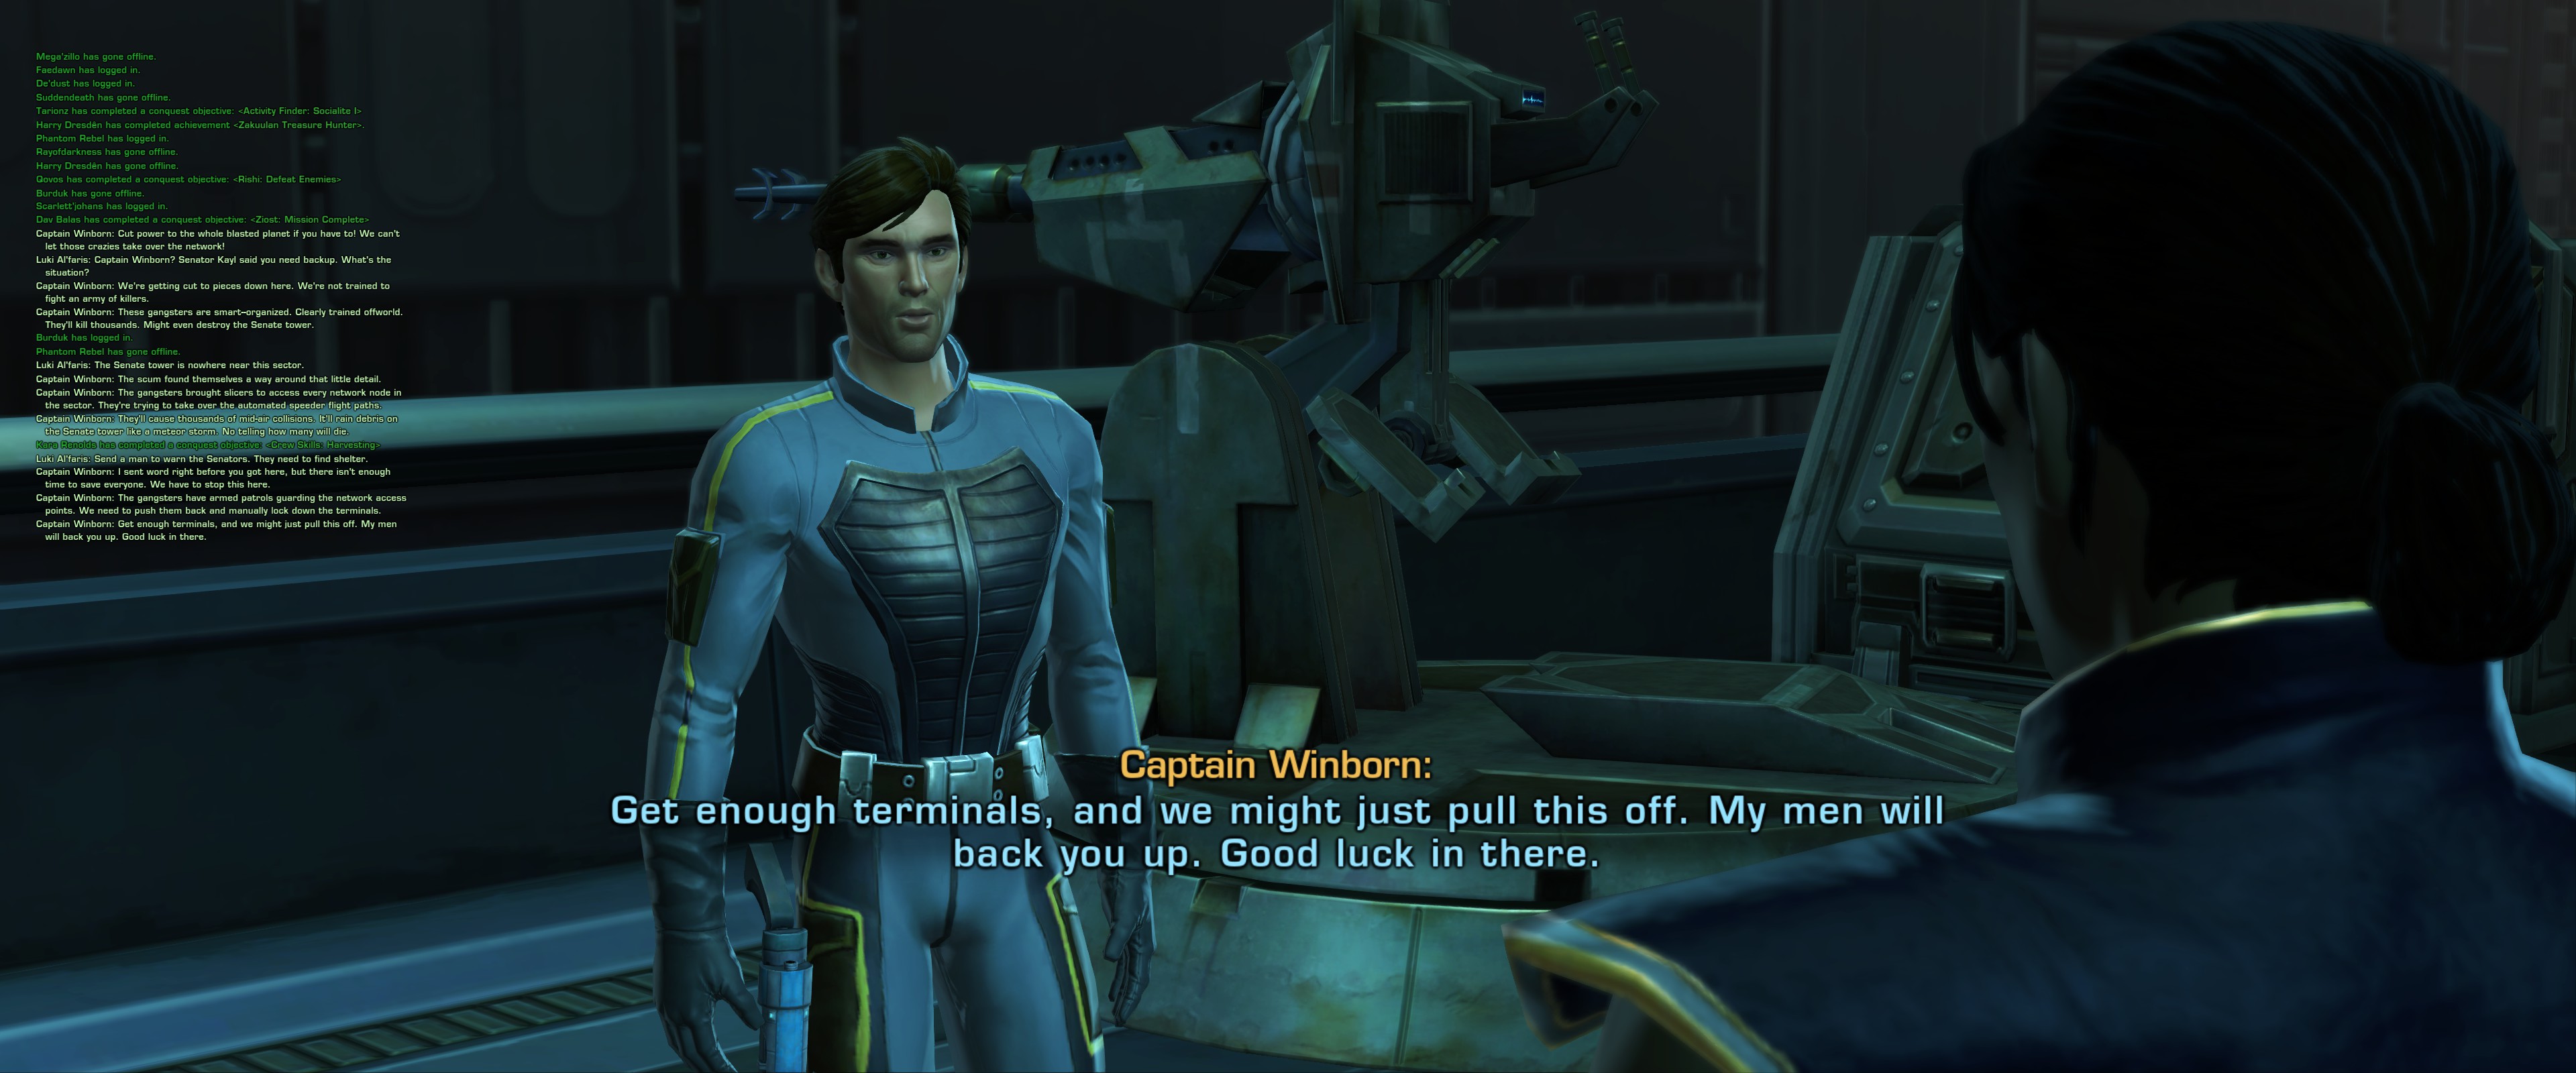 Mega'zillo has gone offline.
Faedawn has logged in.
De'dust has logged in.
Suddendeath has gone offline.
Tarionz has completed a conquest objective: <Activity Finder: Socialite I>
Harry Dresdên has completed achievement <Zakuulan Treasure Hunter>.
Phantom Rebel has logged in.
Rayofdarkness has gone offline.
Harry Dresdên has gone offline.
Qovos has completed a conquest objective: <Rishi: Defeat Enemies>
Burduk has gone offline.
Scarlett'johans has logged in.
Dav Balas has completed a conquest objective: <Ziost: Mission Complete>
Captain Winborn: Cut power to the whole blasted planet if you have to! We can't
let those crazies take over the network!
Luki Al'faris: Captain Winborn? Senator Kayl said you need backup. What's the
situation?
Captain Winborn: We're getting cut to pieces down here. We're not trained to
fight an army of killers.
Captain Winborn: These gangsters are smart–organized. Clearly trained offworld.
They'll kill thousands. Might even destroy the Senate tower.
Burduk has logged in.
Phantom Rebel has gone offline.
Luki Al'faris: The Senate tower is nowhere near this sector.
Captain Winborn: The scum found themselves a way around that little detail.
Captain Winborn: The gangsters brought slicers to access every network node in
the sector. They're trying to take over the automated speeder flight paths.
Captain Winborn: They'll cause thousands of mid-air collisions. It'll rain debris on
the Senate tower like a meteor storm. No telling how many will die.
Kara Renolds has completed a conquest objective: <Crew Skills: Harvesting>
Luki Al'faris: Send a man to warn the Senators. They need to find shelter.
Captain Winborn: I sent word right before you got here, but there isn't enough
time to save everyone. We have to stop this here.
Captain Winborn: The gangsters have armed patrols guarding the network access
points. We need to push them back and manually lock down the terminals.
Captain Winborn: Get enough terminals, and we might just pull this off. My men
will back you up. Good luck in there.
Captain Winborn:
Get enough terminals, and we might just pull this off. My men will
back you up. Good luck in there.